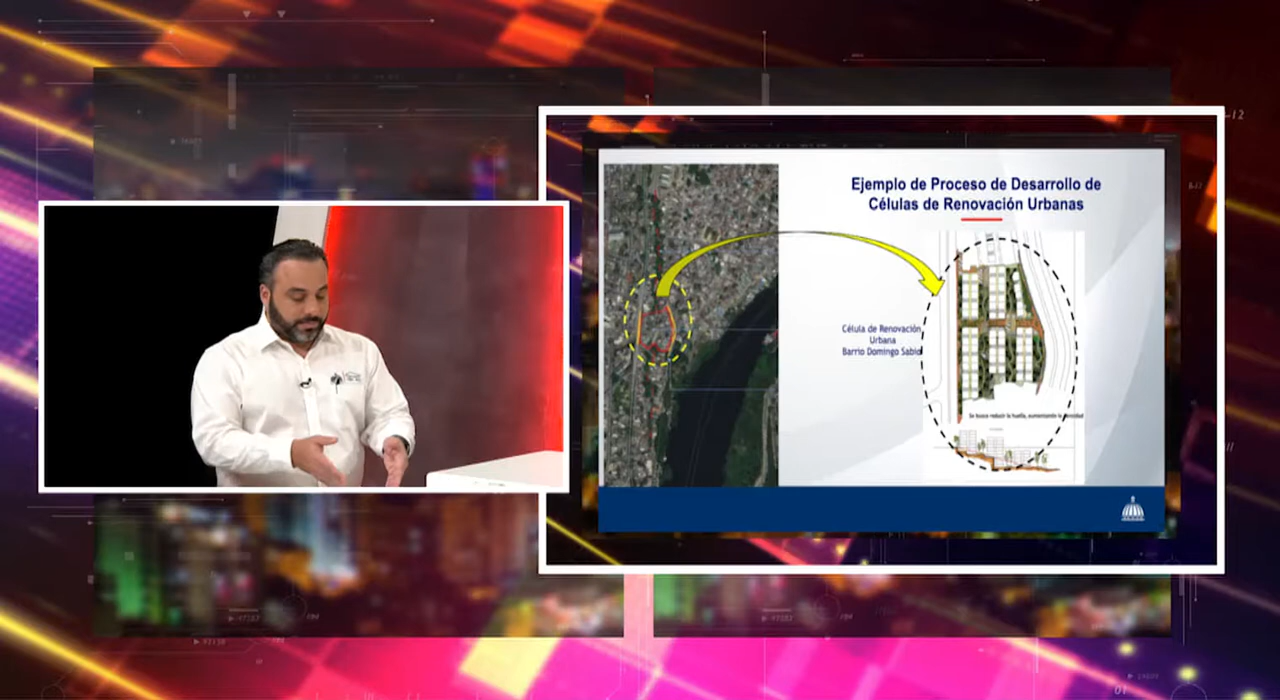 Ejemplo de Proceso de Desarrollo de
Células de Renovación Urbanas
Célula de Renovación
Urbana
Barrio Domingo Sabio
Se busca reducir la huella, aumentando la densidad